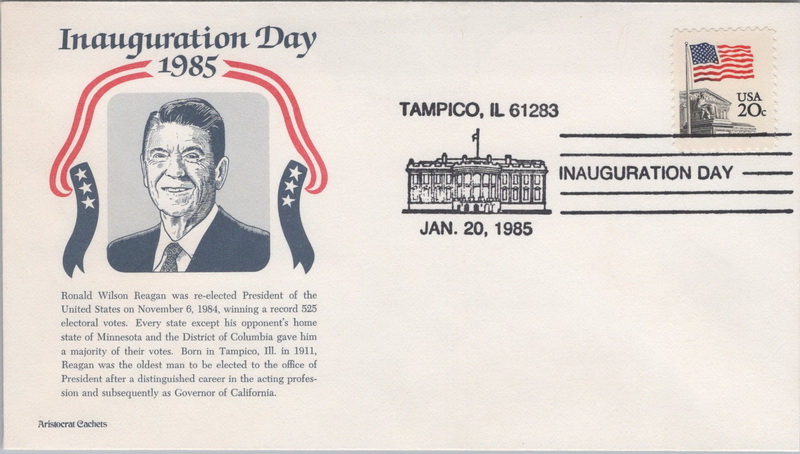 Inauguration Day
1985
Ronald Wilson Reagan was re-elected President of the
United States on November 6, 1984, winning a record 525
electoral votes. Every state except his opponent's home
state of Minnesota and the District of Columbia gave him
a majority of their votes. Born in Tampico, Ill. in 1911,
Reagan was the oldest man to be elected to the office of
President after a distinguished career in the acting profes-
sion and subsequently as Governor of California.
Aristocrat Cachets
TAMPICO, IL 61283
INAUGURATION DAY
JAN. 20, 1985
USA
20c